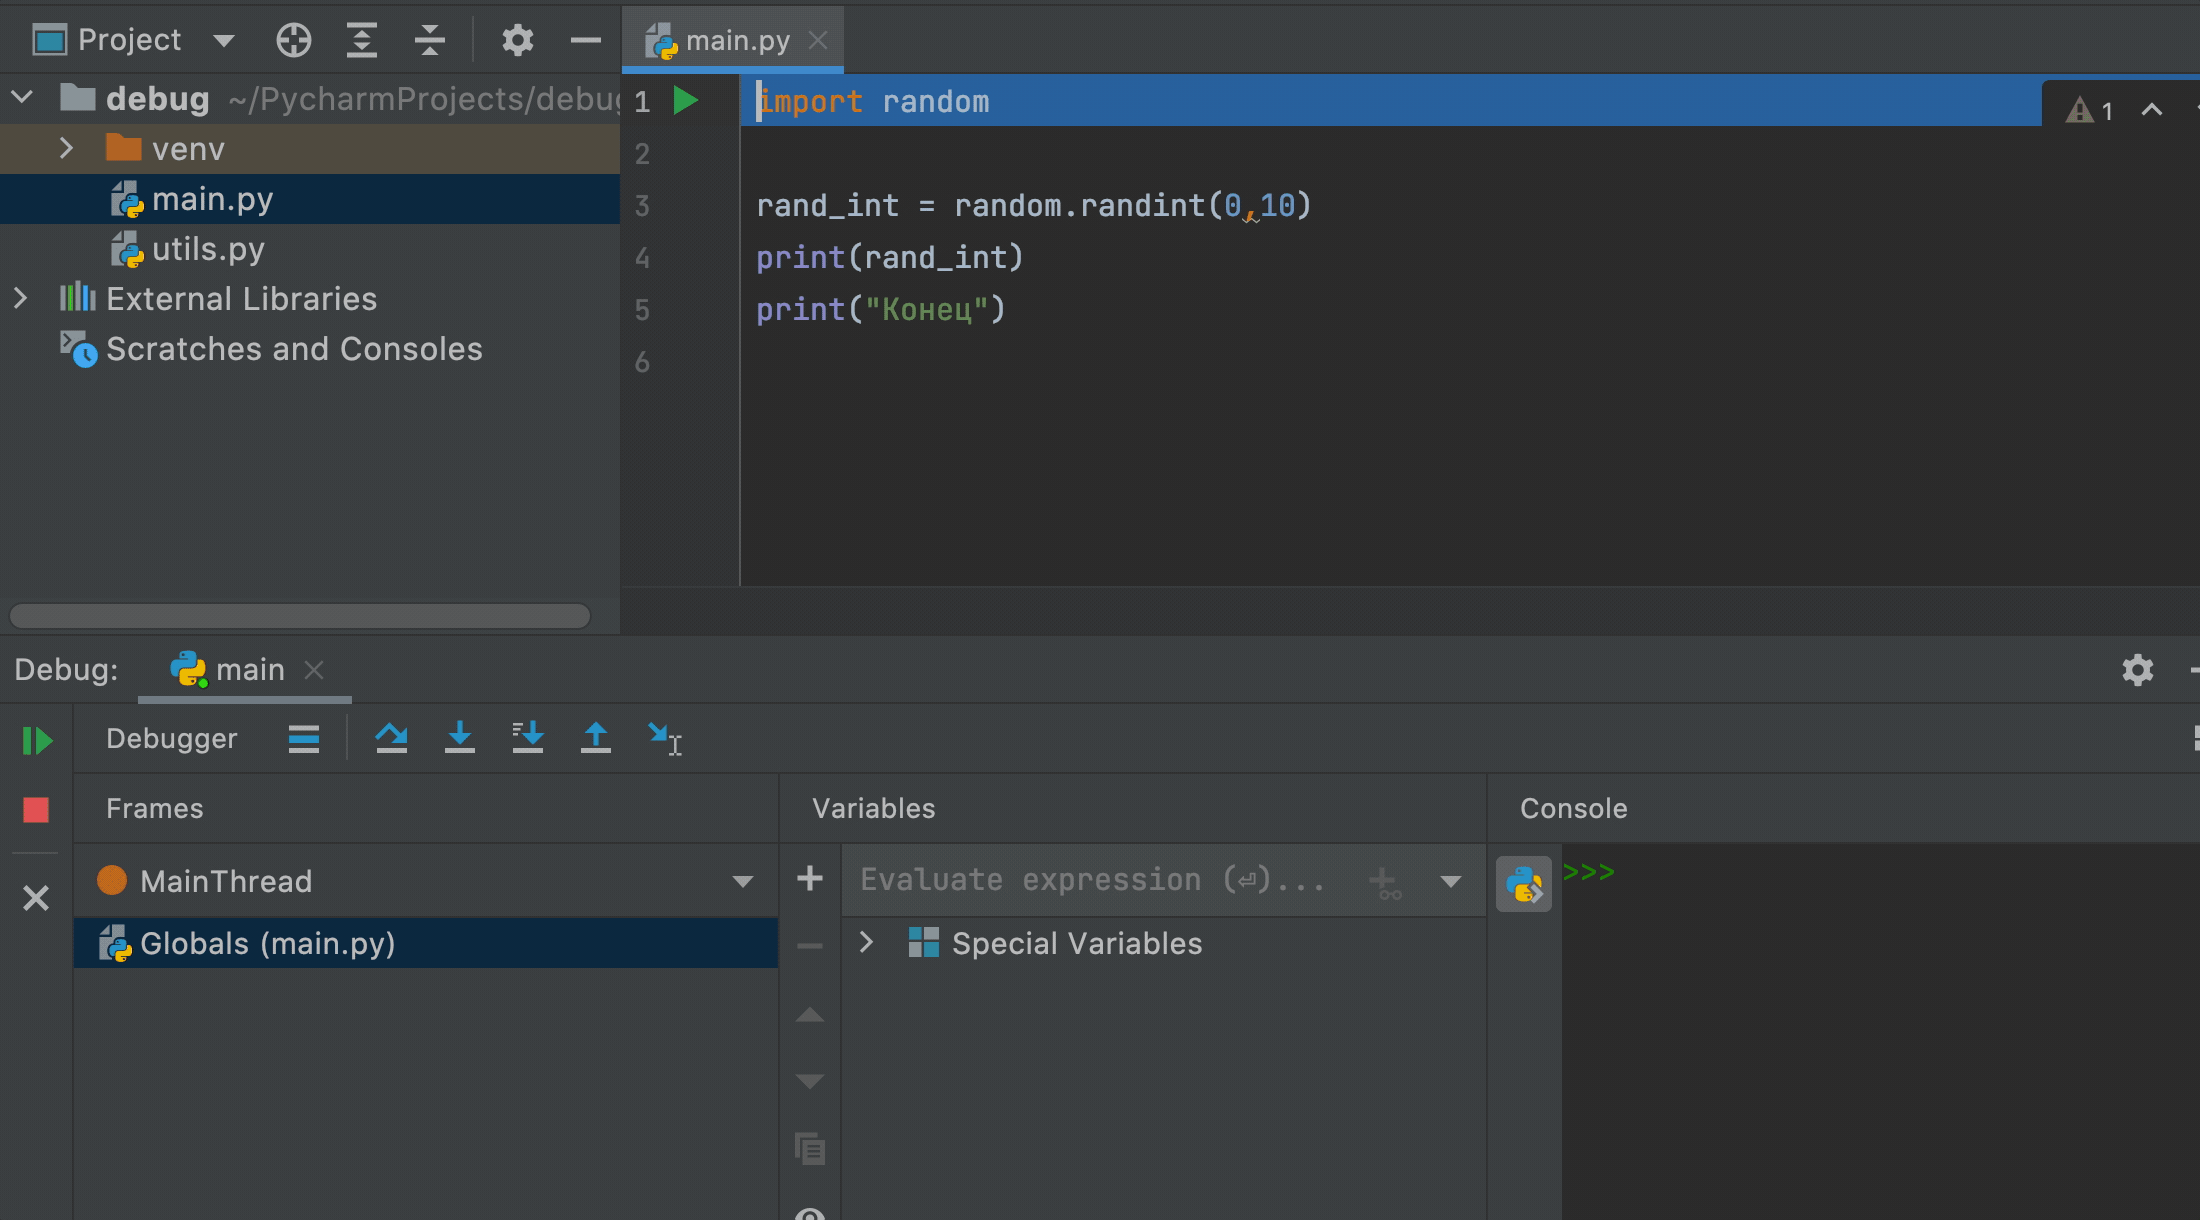 Project
main.py
debug ~/PycharmProjects/debug
venv
main.py
utils.py
External Libraries
Scratches and Consoles
1 import random
2
3 rand_int = random.randint(0,10)
4 print(rand_int)
5 print("Конец")
6
1
Debug: main
Debugger
Frames
MainThread
Globals (main.py)
Variables
Evaluate expression (⏎)...
Special Variables
Console
>>>